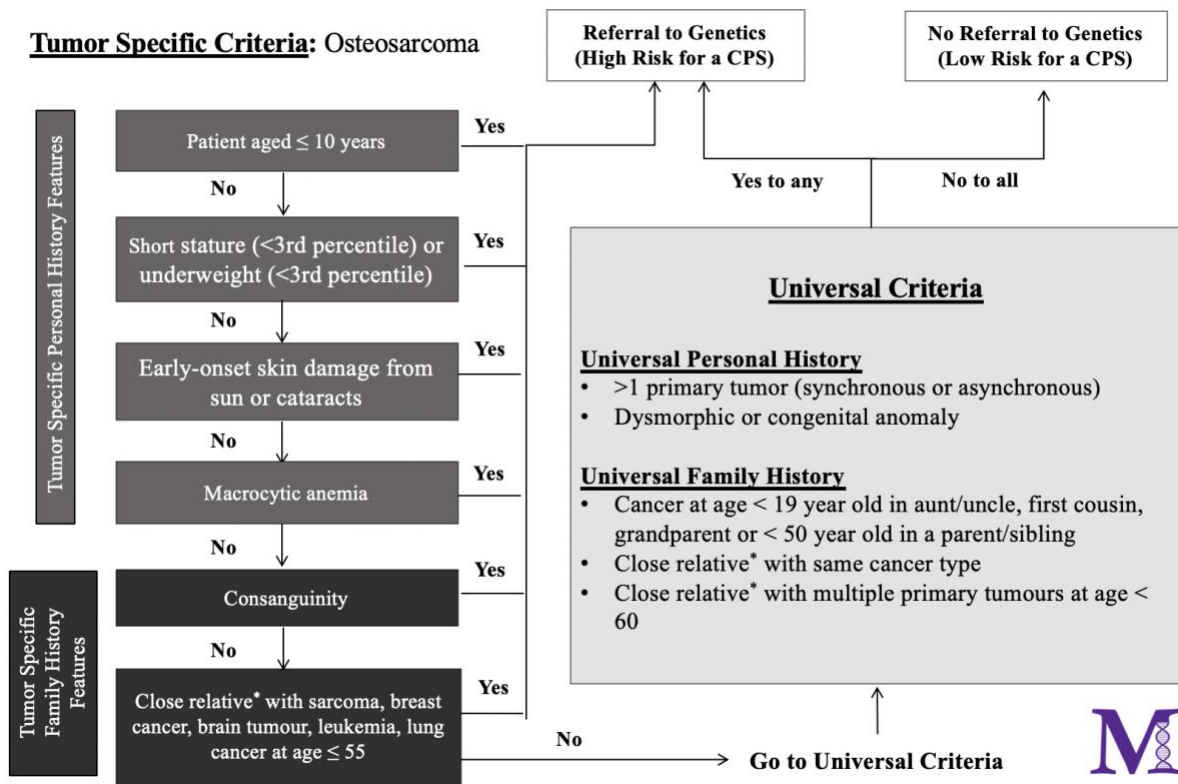 Tumor Specific Criteria: Osteosarcoma
Referral to Genetics
(High Risk for a CPS)
No Referral to Genetics
(Low Risk for a CPS)
Tumor Specific Personal History Features
Patient aged ≤ 10 years
Yes
No
Short stature (<3rd percentile) or
underweight (<3rd percentile)
Yes
No
Early-onset skin damage from
sun or cataracts
Yes
No
Macrocytic anemia
Yes
No
Tumor Specific
Family History
Features
Consanguinity
Yes
No
Close relative* with sarcoma, breast
cancer, brain tumour, leukemia, lung
cancer at age ≤ 55
Yes
No
Go to Universal Criteria
Yes to any
No to all
Universal Criteria
Universal Personal History
• >1 primary tumor (synchronous or asynchronous)
• Dysmorphic or congenital anomaly
Universal Family History
• Cancer at age < 19 year old in aunt/uncle, first cousin,
grandparent or < 50 year old in a parent/sibling
• Close relative* with same cancer type
• Close relative* with multiple primary tumours at age <
60
M